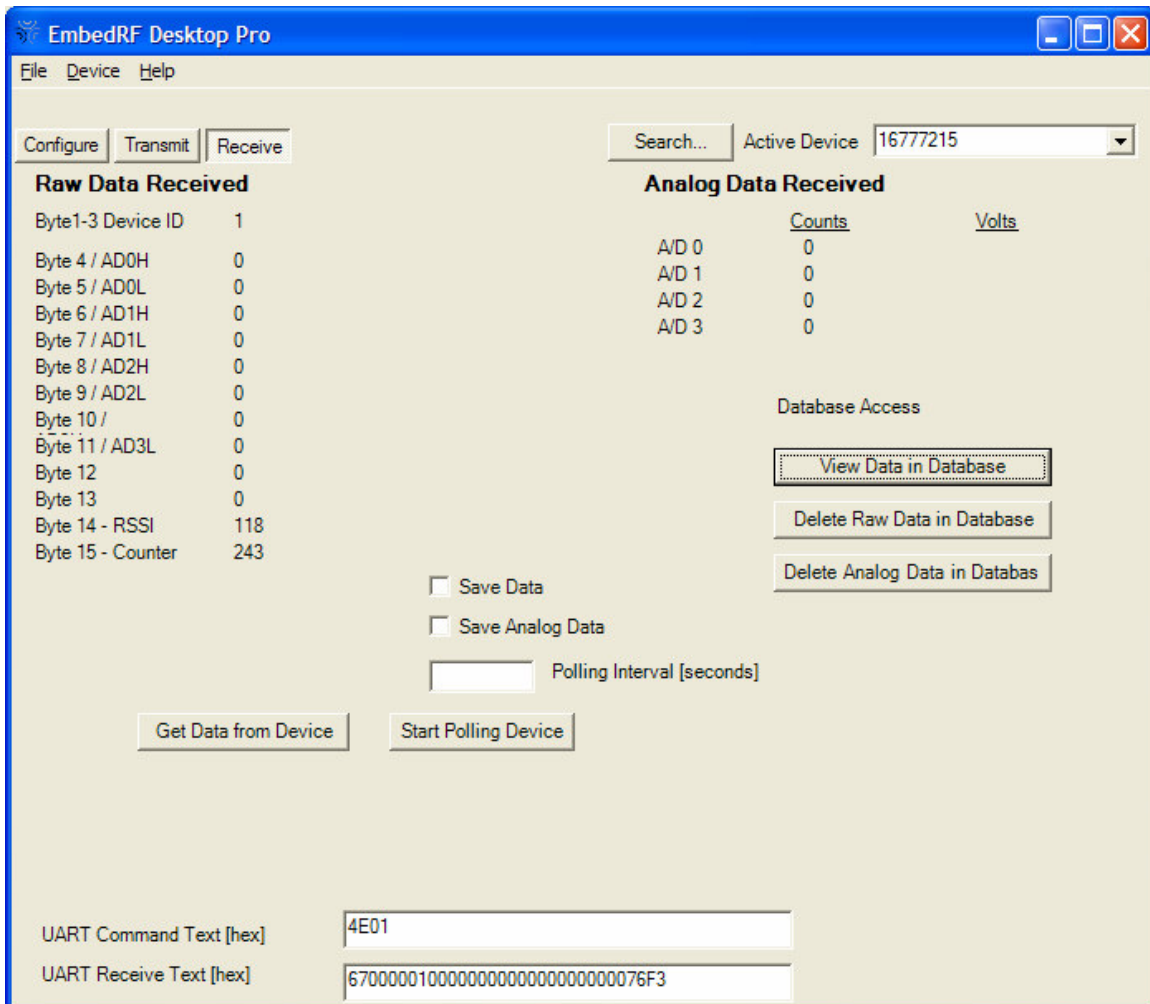 EmbedRF Desktop Pro
File Device Help
Configure Transmit Receive Search... Active Device 16777215
Raw Data Received Analog Data Received
Byte1-3 Device ID 1 Counts Volts
Byte 4 / AD0H 0 A/D 0 0
Byte 5 / AD0L 0 A/D 1 0
Byte 6 / AD1H 0 A/D 2 0
Byte 7 / AD1L 0 A/D 3 0
Byte 8 / AD2H 0
Byte 9 / AD2L 0
Byte 10 / 0 Database Access
Byte 11 / AD3L 0
Byte 12 0 View Data in Database
Byte 13 0
Byte 14 - RSSI 118 Delete Raw Data in Database
Byte 15 - Counter 243
Save Data Delete Analog Data in Databas
Save Analog Data
Polling Interval [seconds]
Get Data from Device Start Polling Device
UART Command Text [hex] 4E01
UART Receive Text [hex] 670000010000000000000000000076F3